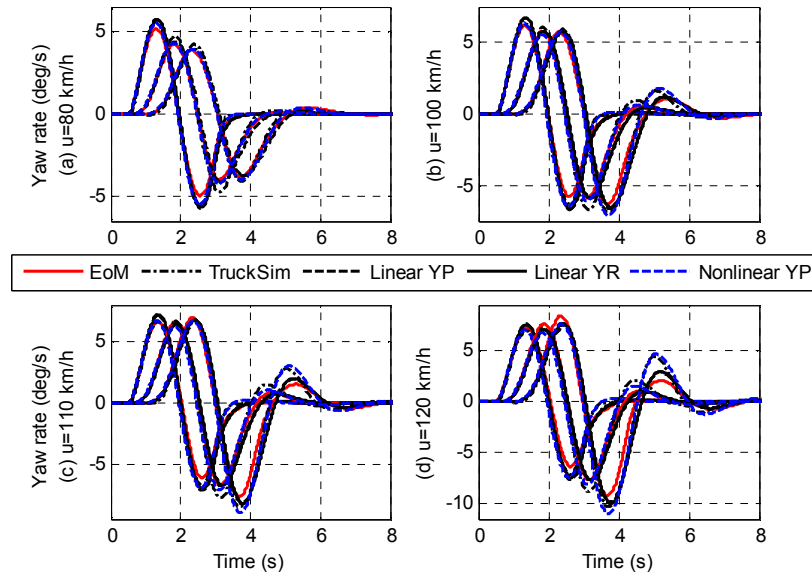 Yaw rate (deg/s)
(a) u=80 km/h
5
0
-5
0 2 4 6 8
(b) u=100 km/h
5
0
-5
0 2 4 6 8
EoM TruckSim Linear YP Linear YR Nonlinear YP
Yaw rate (deg/s)
(c) u=110 km/h
5
0
-5
0 2 4 6 8
Time (s)
(d) u=120 km/h
5
0
-5
-10
0 2 4 6 8
Time (s)